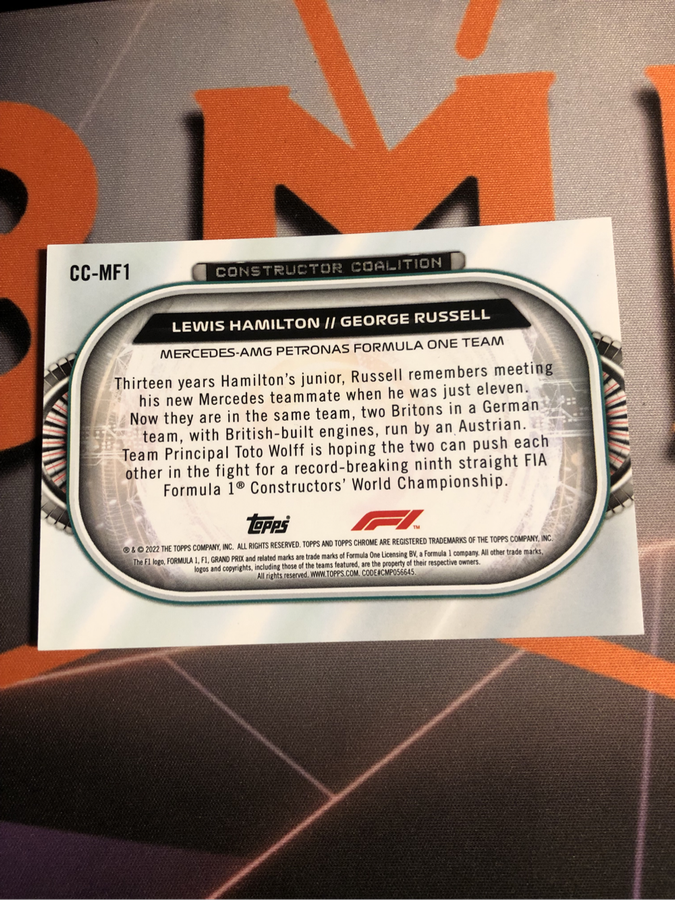 CC-MF1
CONSTRUCTOR COALITION
LEWIS HAMILTON // GEORGE RUSSELL
MERCEDES-AMG PETRONAS FORMULA ONE TEAM
Thirteen years Hamilton's junior, Russell remembers meeting
his new Mercedes teammate when he was just eleven.
Now they are in the same team, two Britons in a German
team, with British-built engines, run by an Austrian.
Team Principal Toto Wolff is hoping the two can push each
other in the fight for a record-breaking ninth straight FIA
Formula 1® Constructors' World Championship.
Topps® F1™
® & © 2022 THE TOPPS COMPANY, INC. ALL RIGHTS RESERVED. TOPPS AND TOPPS CHROME ARE REGISTERED TRADEMARKS OF THE TOPPS COMPANY, INC.
The F1 logo, FORMULA 1, F1, GRAND PRIX and related marks are trade marks of Formula One Licensing BV, a Formula 1 company. All other trade marks,
logos and copyrights, including those of the teams featured, are the property of their respective owners.
All rights reserved. WWW.TOPPS.COM. CODE#CMP056645